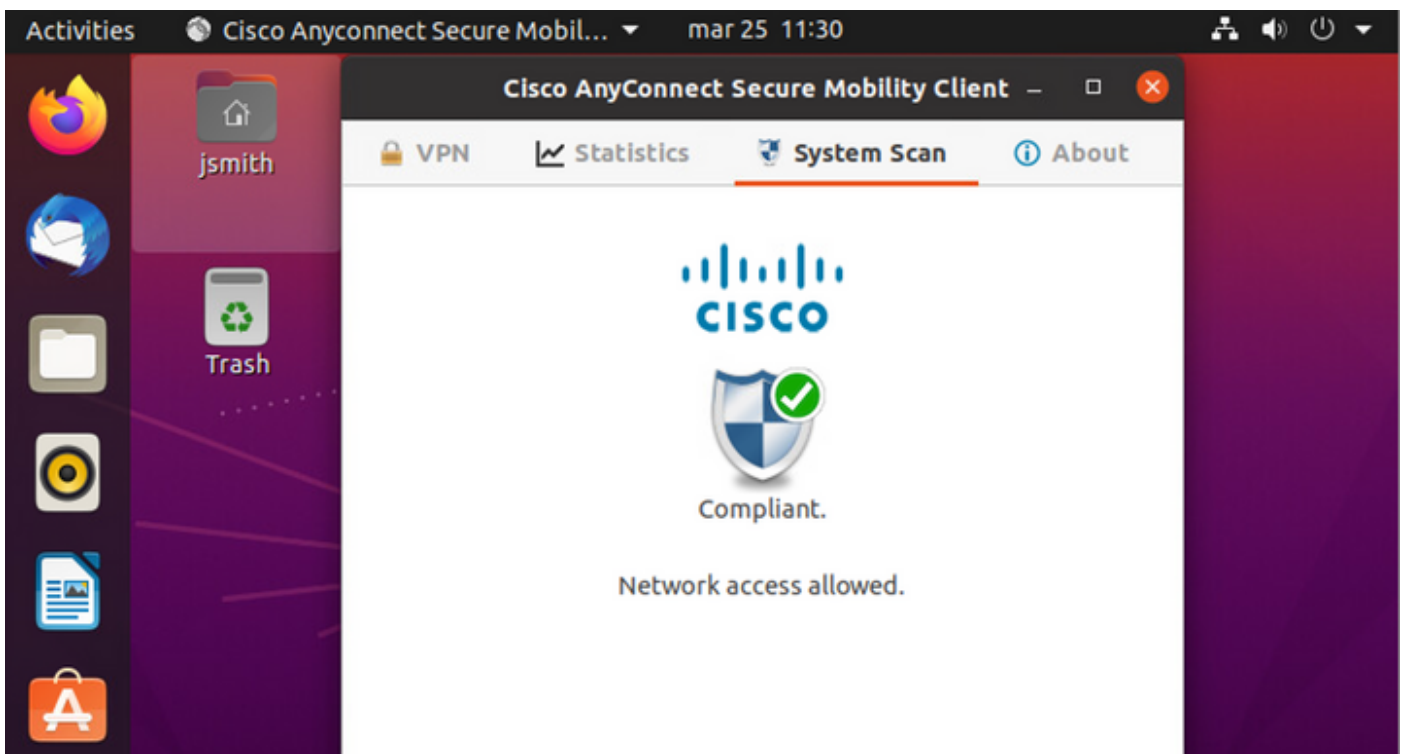 Activities
Cisco Anyconnect Secure Mobil...
mar 25 11:30
Cisco AnyConnect Secure Mobility Client
jsmith
VPN
Statistics
System Scan
About
Trash
CISCO
Compliant.
Network access allowed.